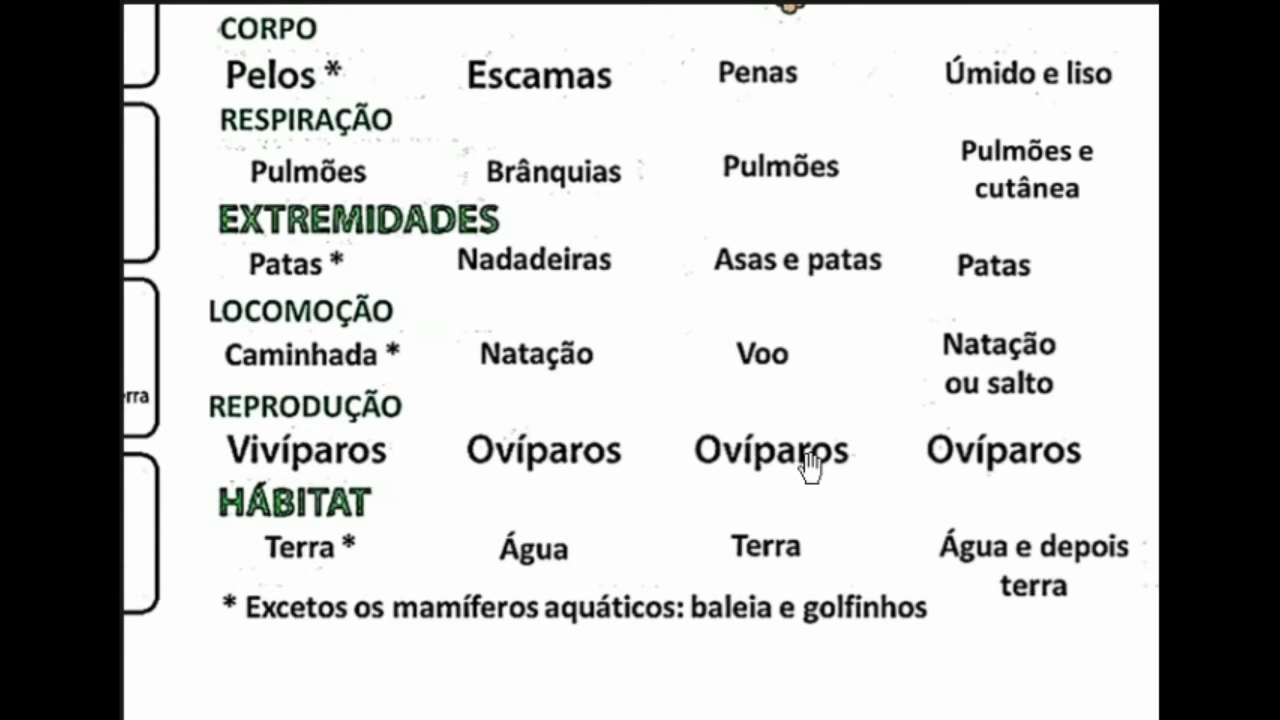 CORPO
Pelos * Escamas Penas Úmido e liso
RESPIRAÇÃO
Pulmões Brânquias Pulmões Pulmões e
cutânea
EXTREMIDADES
Patas * Nadadeiras Asas e patas Patas
LOCOMOÇÃO
Caminhada * Natação Voo Natação
ou salto
erra
REPRODUÇÃO
Vivíparos Ovíparos Ovíparos Ovíparos
HÁBITAT
Terra * Água Terra Água e depois
terra
* Excetos os mamíferos aquáticos: baleia e golfinhos